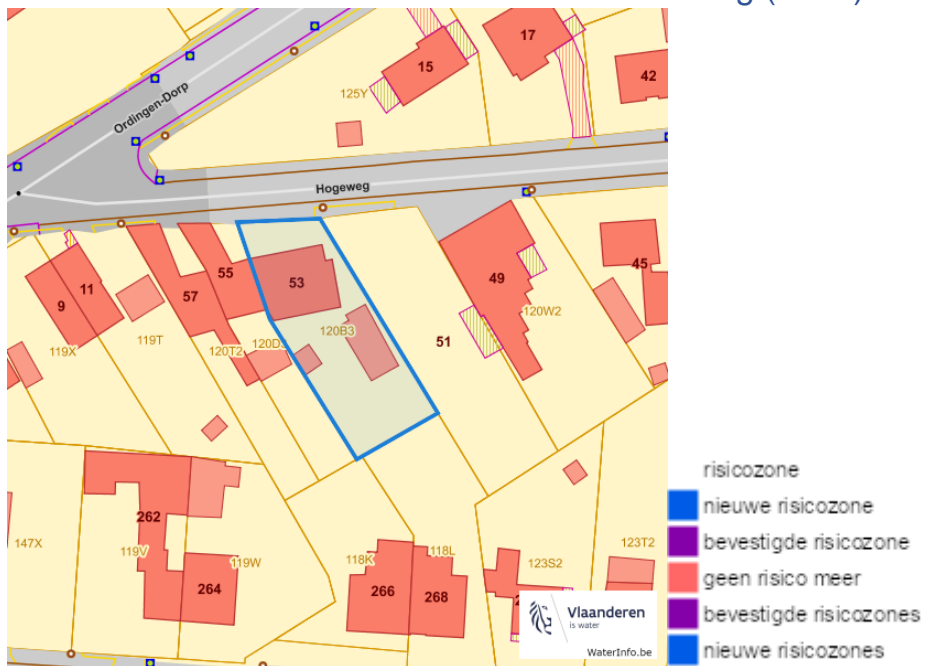 17
15
42
125Y
Ordingen-Dorp
Hogeweg
55
53
57
11
9
49
45
120B3
120W2
51
119X
119T
120T2
262
147X
119V
119W
264
118K
118L
266
268
123S2
123T2
Vlaanderen
is water
WaterInfo.be
risicozone
nieuwe risicozone
bevestigde risicozone
geen risico meer
bevestigde risicozones
nieuwe risicozones